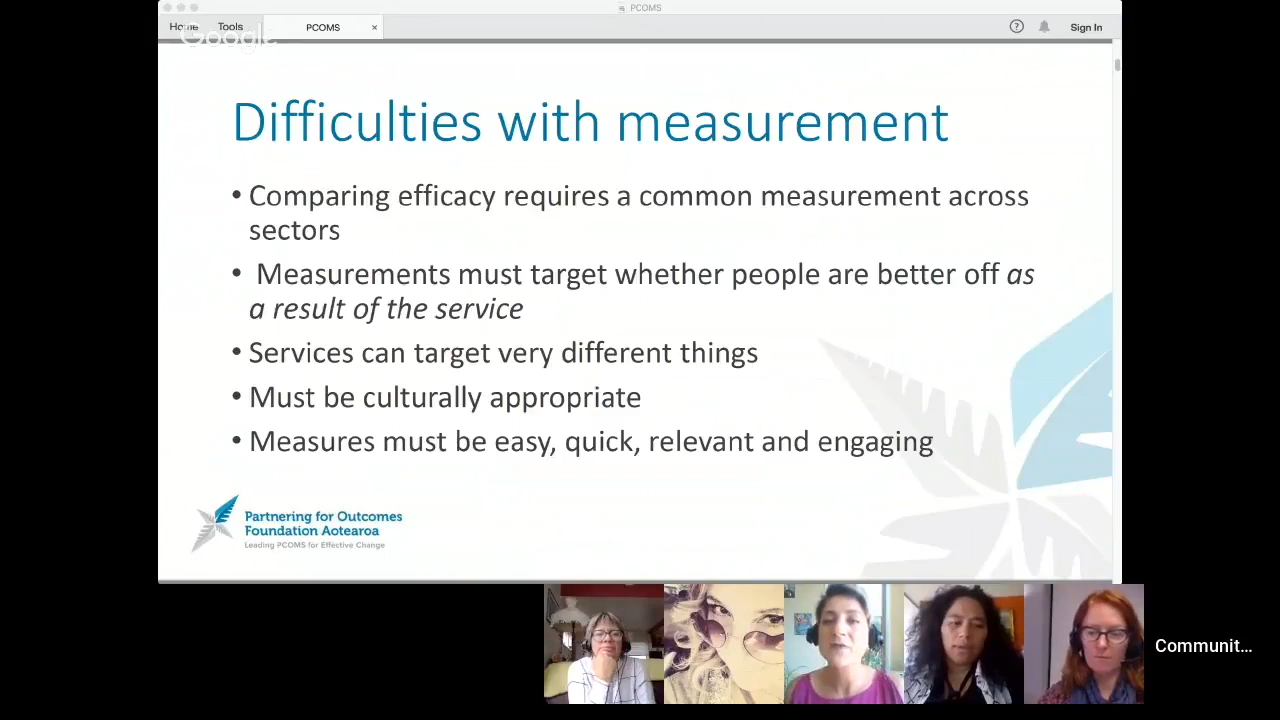 PCOMS
Home Tools PCOMS × ? Sign In
Google
Difficulties with measurement
• Comparing efficacy requires a common measurement across
sectors
• Measurements must target whether people are better off as
a result of the service
• Services can target very different things
• Must be culturally appropriate
• Measures must be easy, quick, relevant and engaging
Partnering for Outcomes
Foundation Aotearoa
Leading PCOMS for Effective Change
Communit...